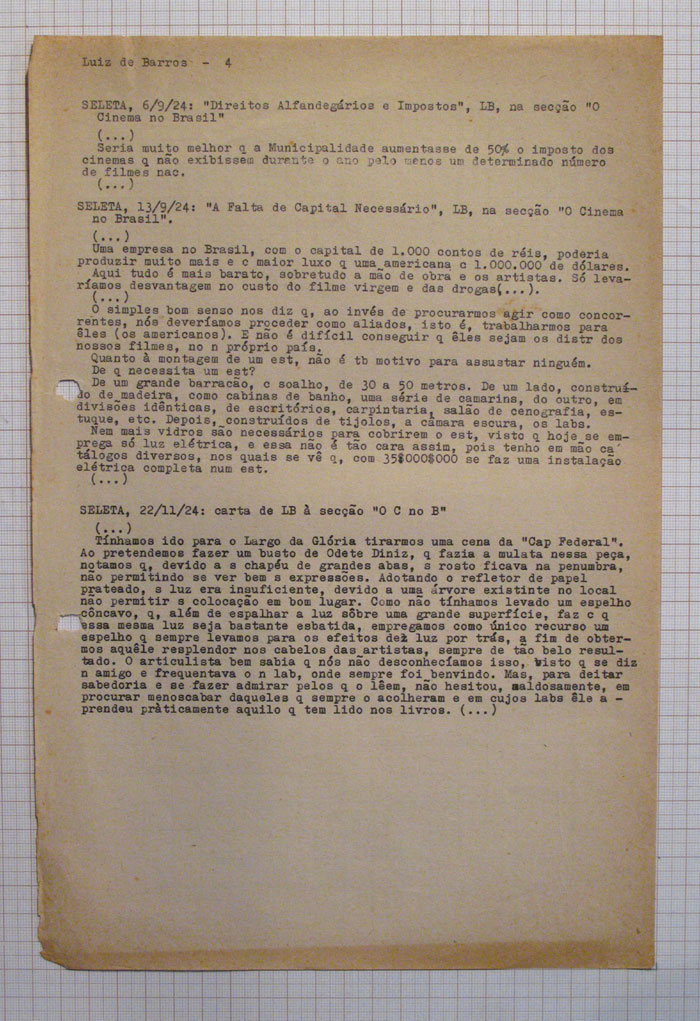 Luiz de Barros - 4
SELETA, 6/9/24: "Direitos Alfandegários e Impostos", LB, na secção "O
Cinema no Brasil"
(...)
Seria muito melhor q a Municipalidade aumentasse de 50% o imposto dos
cinemas q não exibissem durante o ano pelo menos um determinado número
de filmes nac.
(...)
SELETA, 13/9/24: "A Falta de Capital Necessário", LB, na secção "O Cinema
no Brasil".
(...)
Uma empresa no Brasil, com o capital de 1.000 contos de réis, poderia
produzir muito mais e c maior luxo q uma americana c 1.000.000 de dólares.
Aqui tudo é mais barato, sobretudo a mão de obra e os artistas. Só leva-
ríamos desvantagem no custo do filme virgem e das drogas(...).
(...)
O simples bom senso nos diz q, ao invés de procurarmos agir como concor-
rentes, nós deveríamos proceder como aliados, isto é, trabalharmos para
êles (os americanos). E não é difícil conseguir q êles sejam os distr dos
nossos filmes, no n próprio país.
Quanto à montagem de um est, não é tb motivo para assustar ninguém.
De q necessita um est?
De um grande barracão, c soalho, de 30 a 50 metros. De um lado, construí-
do de madeira, como cabinas de banho, uma série de camarins, do outro, em
divisões idênticas, de escritórios, carpintaria, salão de cenografia, es-
tuque, etc. Depois, construídos de tijolos, a câmara escura, os labs.
Nem mais vidros são necessários para cobrirem o est, visto q hoje se em-
prega só luz elétrica, e essa não é tão cara assim, pois tenho em mão ca
tálogos diversos, nos quais se vê q, com 35$000$000 se faz uma instalação
elétrica completa num est.
(...)
SELETA, 22/11/24: carta de LB à secção "O C no B"
(...)
Tínhamos ido para o Largo da Glória tirarmos uma cena da "Cap Federal".
Ao pretendemos fazer um busto de Odete Diniz, q fazia a mulata nessa peça,
notamos q, devido a s chapéu de grandes abas, s rosto ficava na penumbra,
não permitindo se ver bem s expressões. Adotando o refletor de papel
prateado, s luz era insuficiente, devido a uma árvore existinte no local
não permitir s colocação em bom lugar. Como não tínhamos levado um espelho
côncavo, q, além de espalhar a luz sôbre uma grande superfície, faz c q
essa mesma luz seja bastante esbatida, empregamos como único recurso um
espelho q sempre levamos para os efeitos de luz por trás, a fim de obter-
mos aquêle resplendor nos cabelos das artistas, sempre de tão belo resul-
tado. O articulista bem sabia q nós não desconhecíamos isso, visto q se diz
n amigo e frequentava o n lab, onde sempre foi benvindo. Mas, para deitar
sabedoria e se fazer admirar pelos q o lêem, não hesitou, maldosamente, em
procurar menoscabar daqueles q sempre o acolheram e em cujos labs êle a -
prendeu pràticamente aquilo q tem lido nos livros. (...)